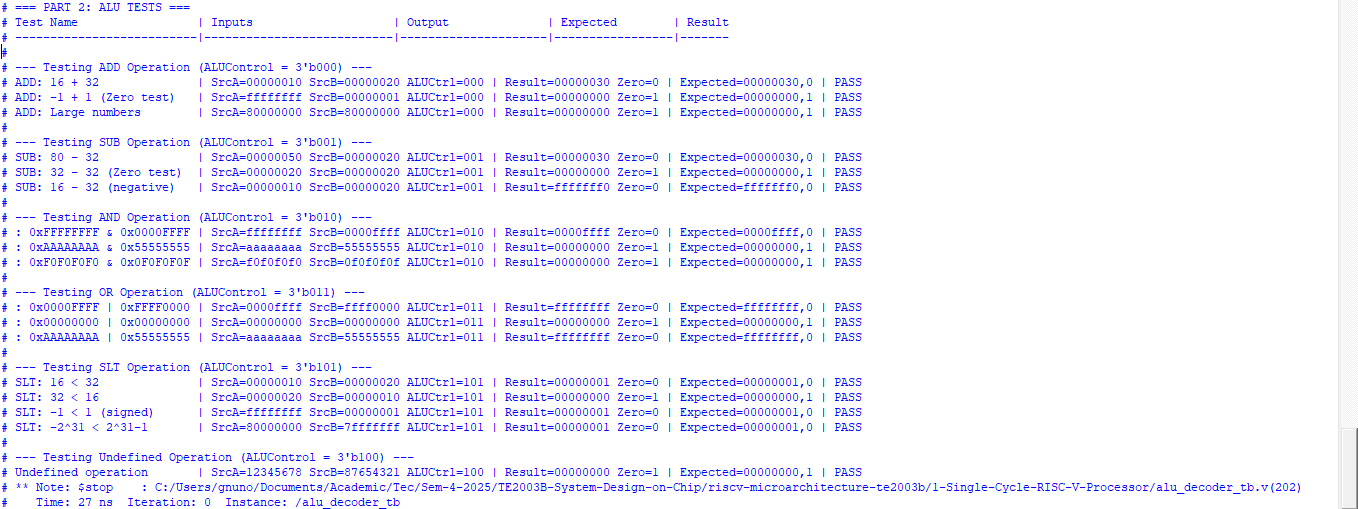 # === PART 2: ALU TESTS ===
# Test Name                | Inputs                    | Output              | Expected        | Result
# --------------------------|---------------------------|---------------------|-----------------|-------
#
# --- Testing ADD Operation (ALUControl = 3'b000) ---
# ADD: 16 + 32              | SrcA=00000010 SrcB=00000020 ALUCtrl=000 | Result=00000030 Zero=0 | Expected=00000030,0 | PASS
# ADD: -1 + 1 (Zero test)   | SrcA=ffffffff SrcB=00000001 ALUCtrl=000 | Result=00000000 Zero=1 | Expected=00000000,1 | PASS
# ADD: Large numbers        | SrcA=80000000 SrcB=80000000 ALUCtrl=000 | Result=00000000 Zero=1 | Expected=00000000,1 | PASS
#
# --- Testing SUB Operation (ALUControl = 3'b001) ---
# SUB: 80 - 32              | SrcA=00000050 SrcB=00000020 ALUCtrl=001 | Result=00000030 Zero=0 | Expected=00000030,0 | PASS
# SUB: 32 - 32 (Zero test)  | SrcA=00000020 SrcB=00000020 ALUCtrl=001 | Result=00000000 Zero=1 | Expected=00000000,1 | PASS
# SUB: 16 - 32 (negative)   | SrcA=00000010 SrcB=00000020 ALUCtrl=001 | Result=fffffff0 Zero=0 | Expected=fffffff0,0 | PASS
#
# --- Testing AND Operation (ALUControl = 3'b010) ---
# : 0xFFFFFFFF & 0x0000FFFF | SrcA=ffffffff SrcB=0000ffff ALUCtrl=010 | Result=0000ffff Zero=0 | Expected=0000ffff,0 | PASS
# : 0xAAAAAAAA & 0x55555555 | SrcA=aaaaaaaa SrcB=55555555 ALUCtrl=010 | Result=00000000 Zero=1 | Expected=00000000,1 | PASS
# : 0xF0F0F0F0 & 0x0F0F0F0F | SrcA=f0f0f0f0 SrcB=0f0f0f0f ALUCtrl=010 | Result=00000000 Zero=1 | Expected=00000000,1 | PASS
#
# --- Testing OR Operation (ALUControl = 3'b011) ---
# : 0x0000FFFF | 0xFFFF0000 | SrcA=0000ffff SrcB=ffff0000 ALUCtrl=011 | Result=ffffffff Zero=0 | Expected=ffffffff,0 | PASS
# : 0x00000000 | 0x00000000 | SrcA=00000000 SrcB=00000000 ALUCtrl=011 | Result=00000000 Zero=1 | Expected=00000000,1 | PASS
# : 0xAAAAAAAA | 0x55555555 | SrcA=aaaaaaaa SrcB=55555555 ALUCtrl=011 | Result=ffffffff Zero=0 | Expected=ffffffff,0 | PASS
#
# --- Testing SLT Operation (ALUControl = 3'b101) ---
# SLT: 16 < 32              | SrcA=00000010 SrcB=00000020 ALUCtrl=101 | Result=00000001 Zero=0 | Expected=00000001,0 | PASS
# SLT: 32 < 16              | SrcA=00000020 SrcB=00000010 ALUCtrl=101 | Result=00000000 Zero=1 | Expected=00000000,1 | PASS
# SLT: -1 < 1 (signed)      | SrcA=ffffffff SrcB=00000001 ALUCtrl=101 | Result=00000001 Zero=0 | Expected=00000001,0 | PASS
# SLT: -2^31 < 2^31-1       | SrcA=80000000 SrcB=7fffffff ALUCtrl=101 | Result=00000001 Zero=0 | Expected=00000001,0 | PASS
#
# --- Testing Undefined Operation (ALUControl = 3'b100) ---
# Undefined operation       | SrcA=12345678 SrcB=87654321 ALUCtrl=100 | Result=00000000 Zero=1 | Expected=00000000,1 | PASS
# ** Note: $stop    : C:/Users/gnuno/Documents/Academic/Tec/Sem-4-2025/TE2003B-System-Design-on-Chip/riscv-microarchitecture-te2003b/1-Single-Cycle-RISC-V-Processor/alu_decoder_tb.v(202)
#    Time: 27 ns  Iteration: 0  Instance: /alu_decoder_tb